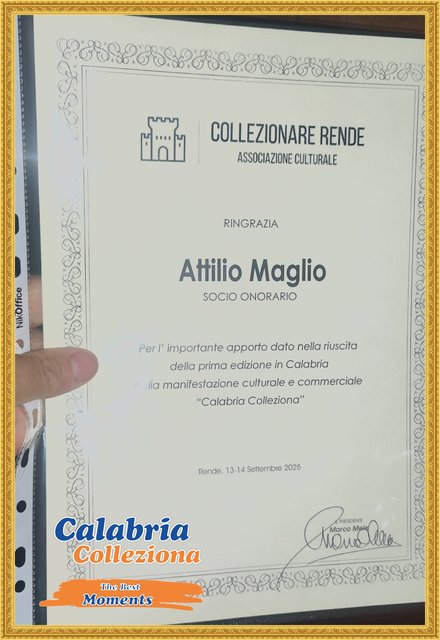 COLLEZIONARE RENDE
ASSOCIAZIONE CULTURALE
RINGRAZIA
Attilio Maglio
SOCIO ONORARIO
Per l' importante apporto dato nella riuscita
della prima edizione in Calabria
della manifestazione culturale e commerciale
“Calabria Colleziona”
Rende, 13-14 Settembre 2025
IL PRESIDENTE
Marco Mele
NikOffice
Calabria
Colleziona
The Best
Moments